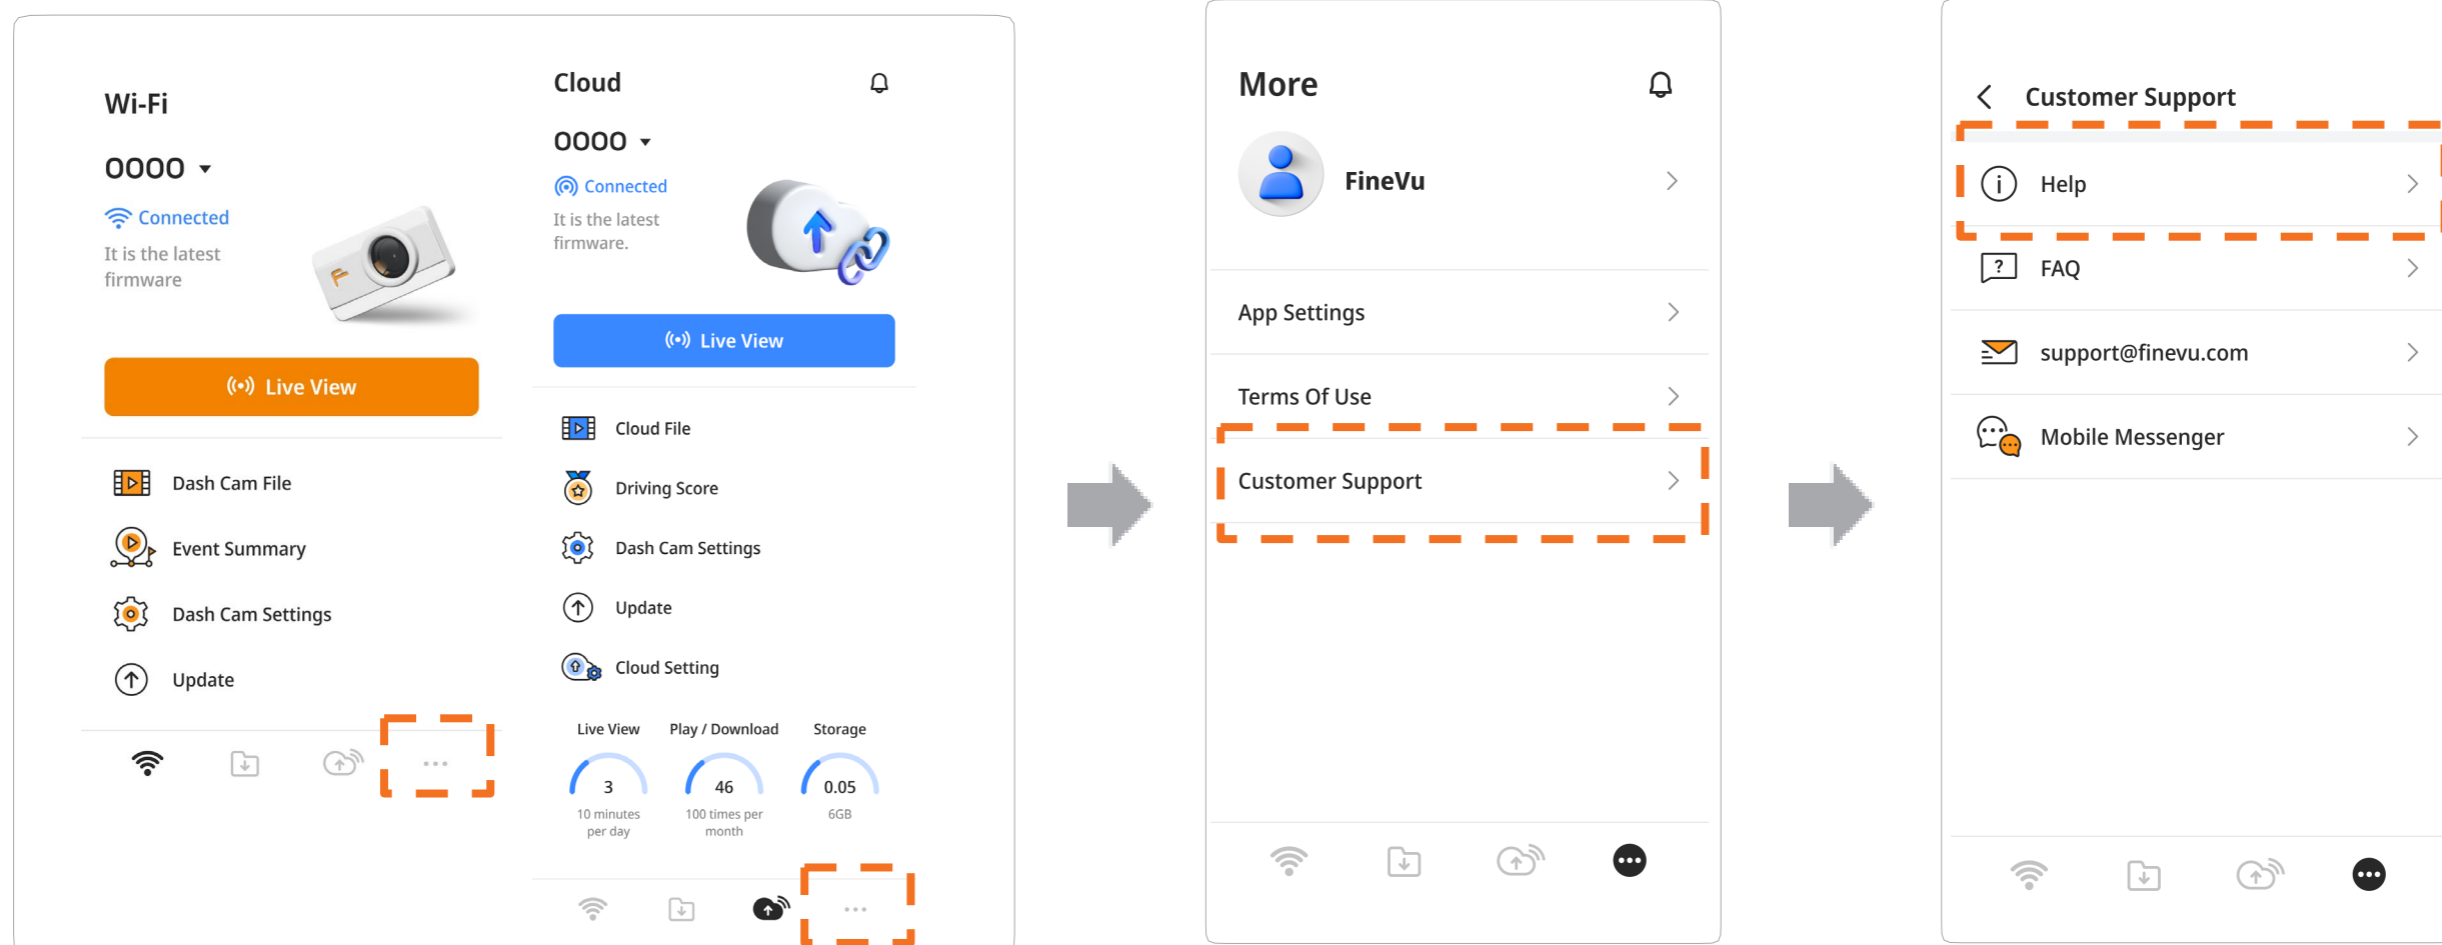 Wi-Fi
OOOO
Connected
It is the latest
firmware
Live View
Dash Cam File
Event Summary
Dash Cam Settings
Update
Cloud
OOOO
Connected
It is the latest
firmware.
Live View
Cloud File
Driving Score
Dash Cam Settings
Update
Cloud Setting
Live View
Play / Download
Storage
3
46
0.05
10 minutes
per day
100 times per
month
6GB
More
FineVu
App Settings
Terms Of Use
Customer Support
Customer Support
Help
FAQ
support@finevu.com
Mobile Messenger